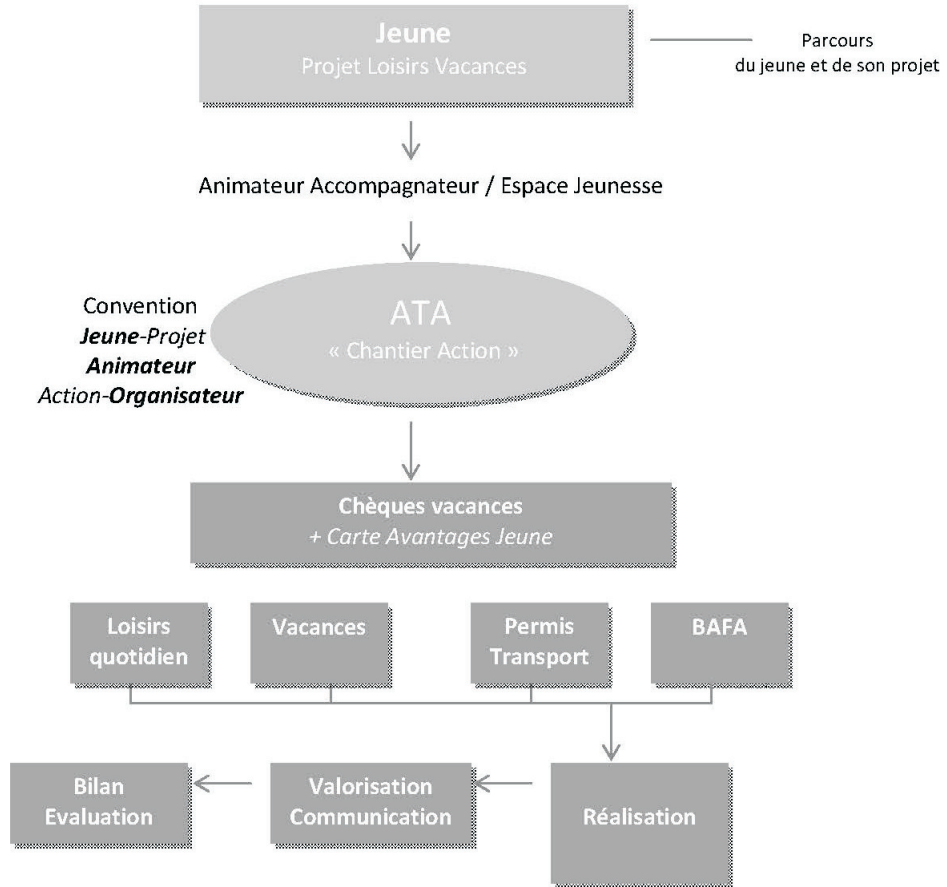 Jeune
Projet Loisirs Vacances
Parcours
du jeune et de son projet
Animateur Accompagnateur / Espace Jeunesse
Convention
Jeune-Projet
Animateur
Action-Organisateur
ATA
« Chantier Action »
Chèques vacances
+ Carte Avantages Jeune
Loisirs
quotidien
Vacances
Permis
Transport
BAFA
Bilan
Evaluation
Valorisation
Communication
Réalisation